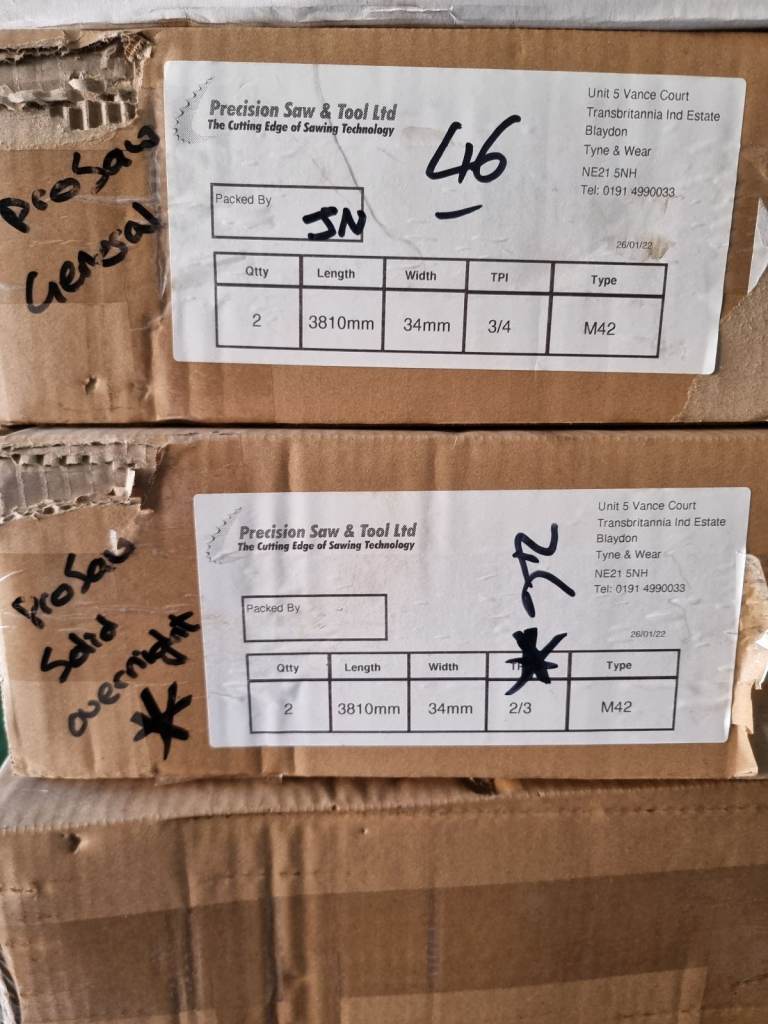 ProSaw
General
Precision Saw & Tool Ltd
The Cutting Edge of Sawing Technology
46
Unit 5 Vance Court
Transbritannia Ind Estate
Blaydon
Tyne & Wear
NE21 5NH
Tel: 0191 4990033
Packed By
JN
26/01/22
Qtty Length Width TPI Type
2 3810mm 34mm 3/4 M42
ProSaw
Solid
overnight
Precision Saw & Tool Ltd
The Cutting Edge of Sawing Technology
Unit 5 Vance Court
Transbritannia Ind Estate
Blaydon
Tyne & Wear
NE21 5NH
Tel: 0191 4990033
Packed By
26/01/22
Qtty Length Width Type
2 3810mm 34mm 2/3 M42